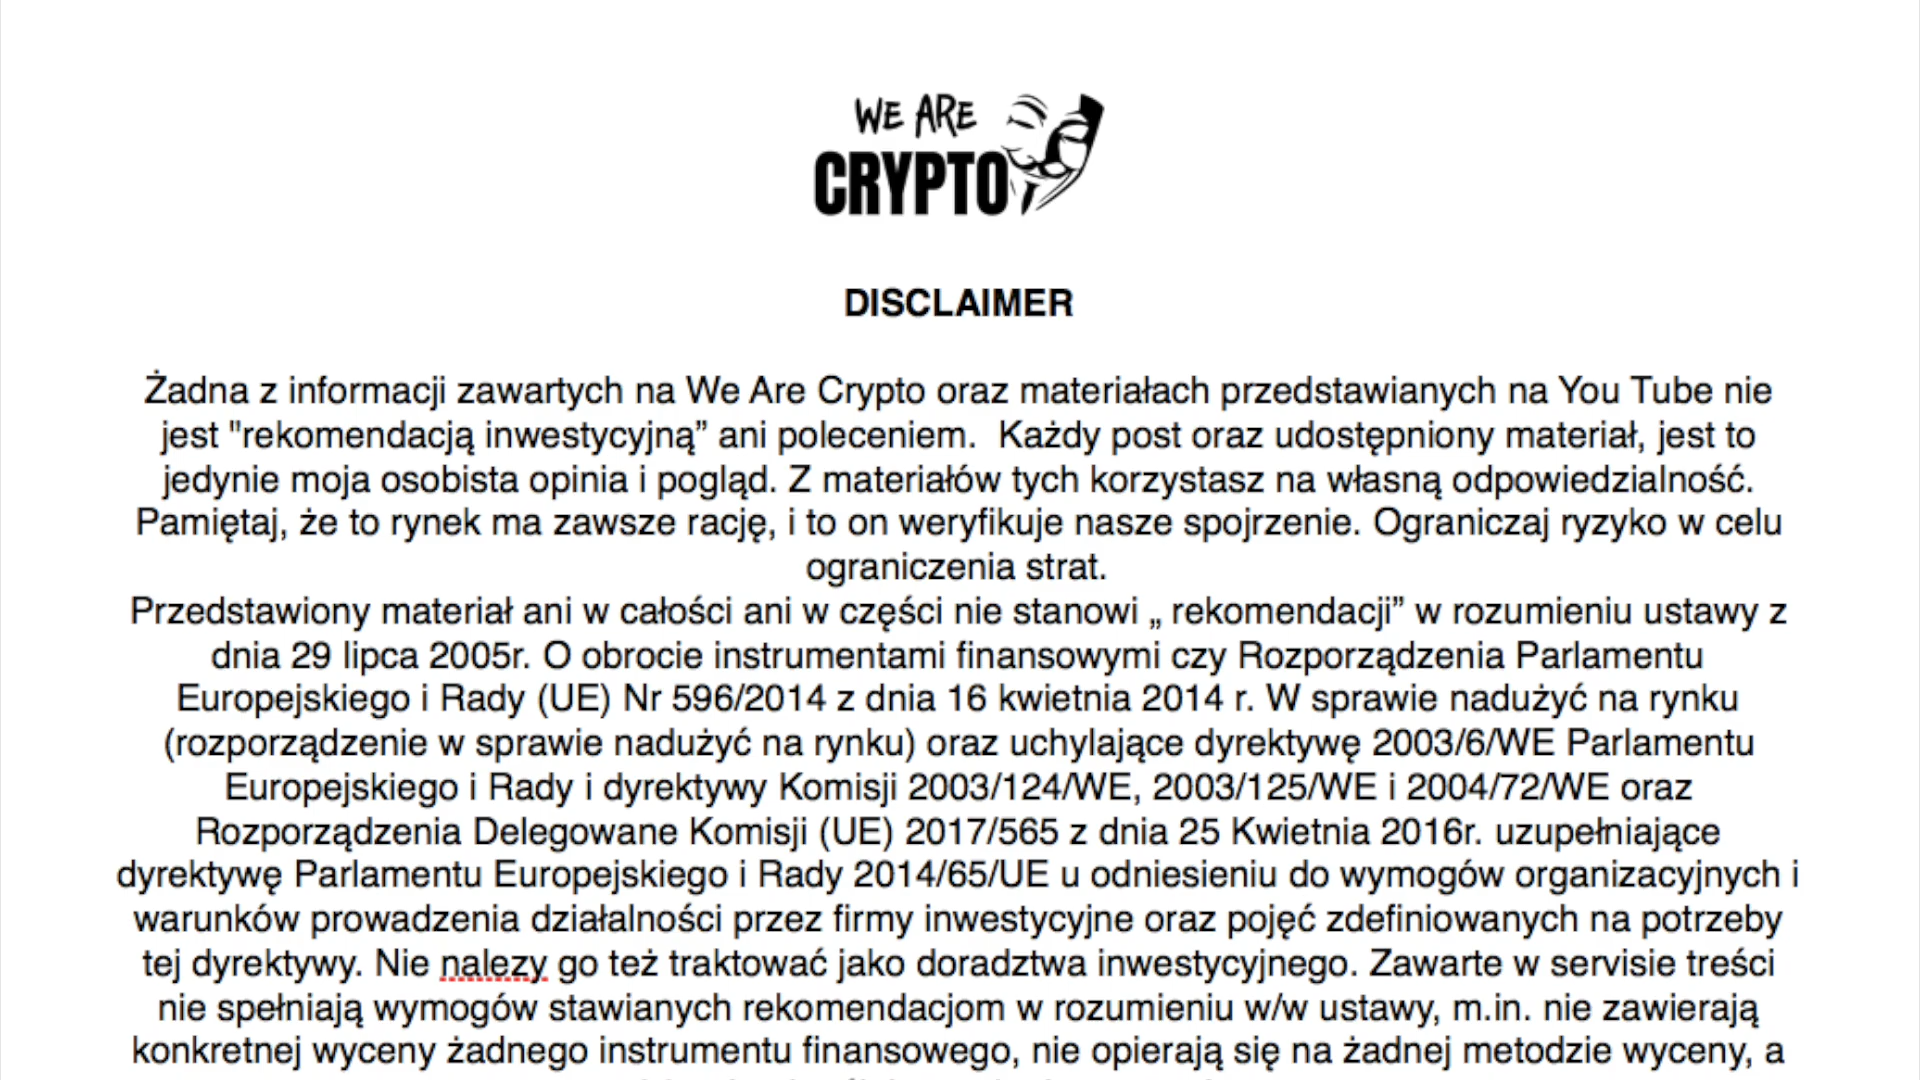 WE ARE
CRYPTO
DISCLAIMER
Żadna z informacji zawartych na We Are Crypto oraz materiałach przedstawianych na You Tube nie
jest "rekomendacją inwestycyjną” ani poleceniem.  Każdy post oraz udostępniony materiał, jest to
jedynie moja osobista opinia i pogląd. Z materiałów tych korzystasz na własną odpowiedzialność.
Pamiętaj, że to rynek ma zawsze rację, i to on weryfikuje nasze spojrzenie. Ograniczaj ryzyko w celu
ograniczenia strat.
Przedstawiony materiał ani w całości ani w części nie stanowi „ rekomendacji” w rozumieniu ustawy z
dnia 29 lipca 2005r. O obrocie instrumentami finansowymi czy Rozporządzenia Parlamentu
Europejskiego i Rady (UE) Nr 596/2014 z dnia 16 kwietnia 2014 r. W sprawie nadużyć na rynku
(rozporządzenie w sprawie nadużyć na rynku) oraz uchylające dyrektywę 2003/6/WE Parlamentu
Europejskiego i Rady i dyrektywy Komisji 2003/124/WE, 2003/125/WE i 2004/72/WE oraz
Rozporządzenia Delegowane Komisji (UE) 2017/565 z dnia 25 Kwietnia 2016r. uzupełniające
dyrektywę Parlamentu Europejskiego i Rady 2014/65/UE u odniesieniu do wymogów organizacyjnych i
warunków prowadzenia działalności przez firmy inwestycyjne oraz pojęć zdefiniowanych na potrzeby
tej dyrektywy. Nie nalezy go też traktować jako doradztwa inwestycyjnego. Zawarte w servisie treści
nie spełniają wymogów stawianych rekomendacjom w rozumieniu w/w ustawy, m.in. nie zawierają
konkretnej wyceny żadnego instrumentu finansowego, nie opierają się na żadnej metodzie wyceny, a